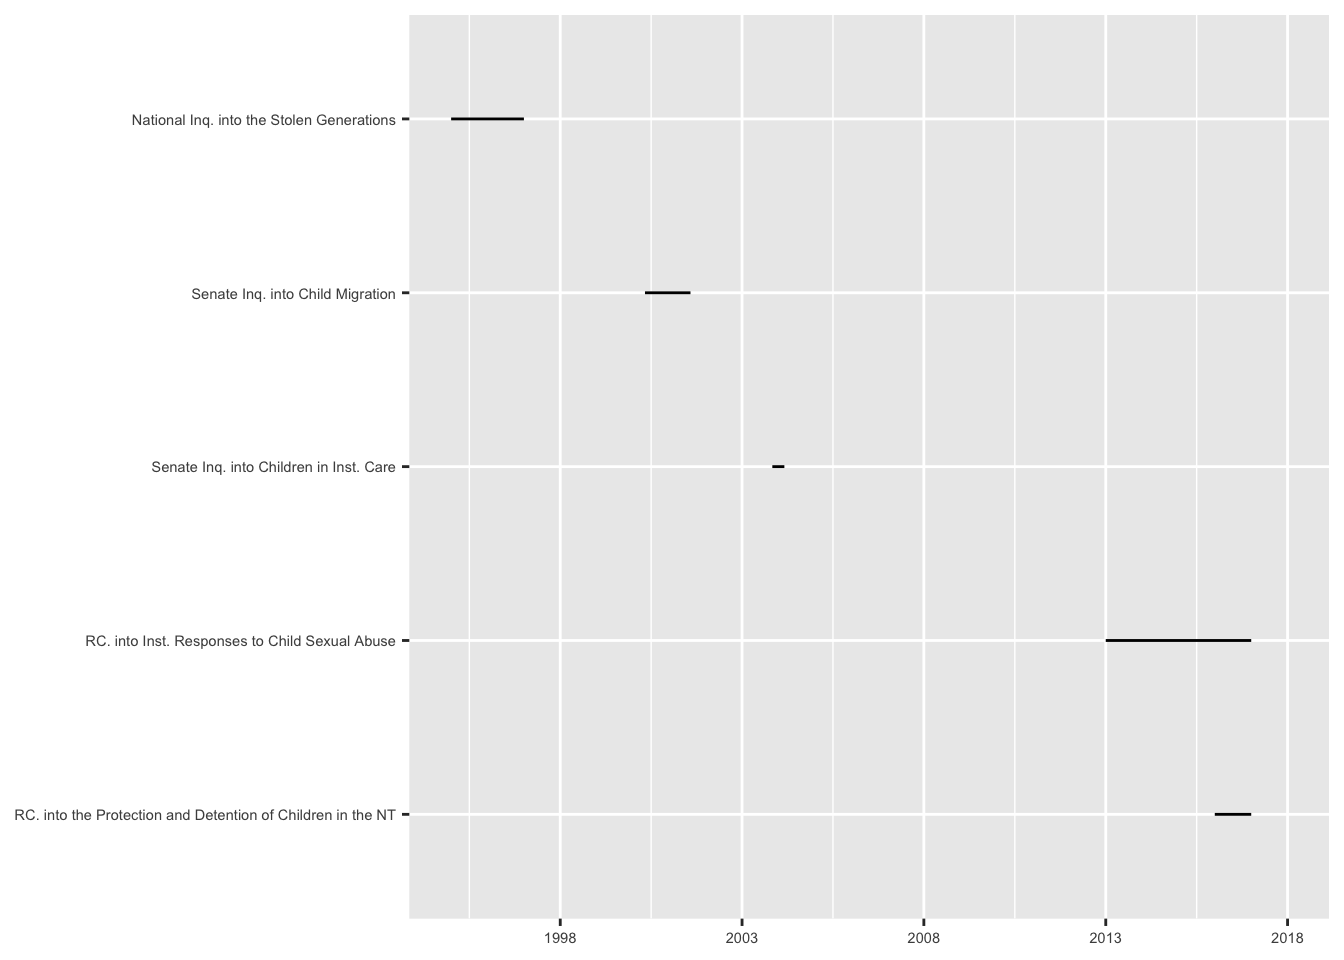 National Inq. into the Stolen Generations
Senate Inq. into Child Migration
Senate Inq. into Children in Inst. Care
RC. into Inst. Responses to Child Sexual Abuse
RC. into the Protection and Detention of Children in the NT
1998 2003 2008 2013 2018